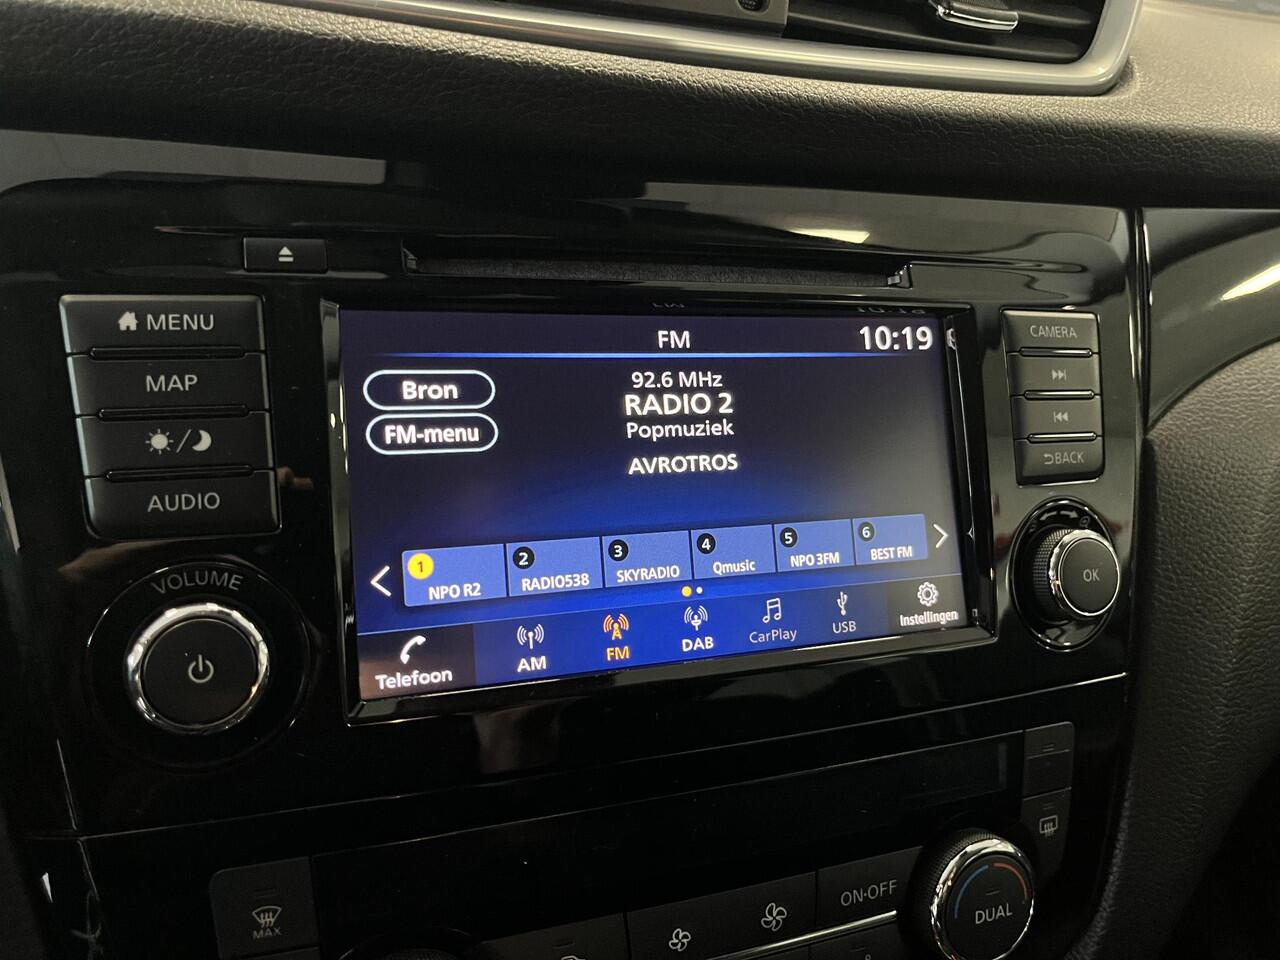 MENU
MAP
AUDIO
VOLUME
FM
10:19
Bron
FM-menu
92.6 MHz
RADIO 2
Popmuziek
AVROTROS
1
NPO R2
2
RADIO538
3
SKYRADIO
4
Qmusic
5
NPO 3FM
6
BEST FM
Telefoon
AM
FM
DAB
CarPlay
USB
Instellingen
CAMERA
BACK
OK
MAX
ON·OFF
DUAL